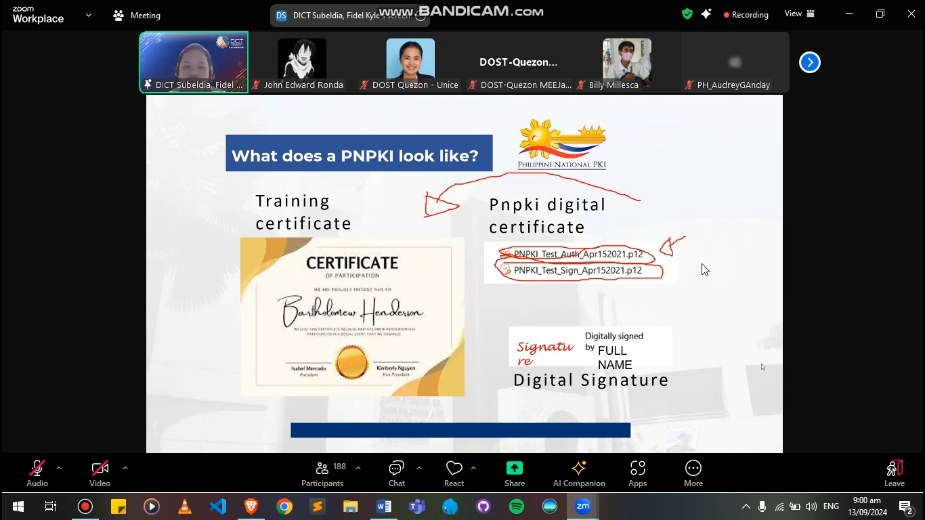 zoom
Workplace
Meeting
DICT Subeldia, Fidel Kyle
www.BANDICAM.com
Recording
View
DICT Subeldia, Fidel ...
John Edward Ronda
DOST Quezon - Unice
DOST-Quezon...
DOST-Quezon MEEJa...
Billy Millesca
PH_AudreyGAnday
What does a PNPKI look like?
PHILIPPINE NATIONAL PKI
Training
certificate
Pnpki digital
certificate
CERTIFICATE
OF PARTICIPATION
WE ARE PROUDLY PRESENT THIS TO
Bartholomew Henderson
Isabel Mercado
President
Kimberly Nguyen
Vice President
PNPKI_Test_Auth_Apr152021.p12
PNPKI_Test_Sign_Apr152021.p12
Signatu
re
Digitally signed
by
FULL
NAME
Digital Signature
Audio
Video
188
Participants
Chat
React
Share
AI Companion
Apps
More
Leave
zm
ENG
9:00 am
13/09/2024
2